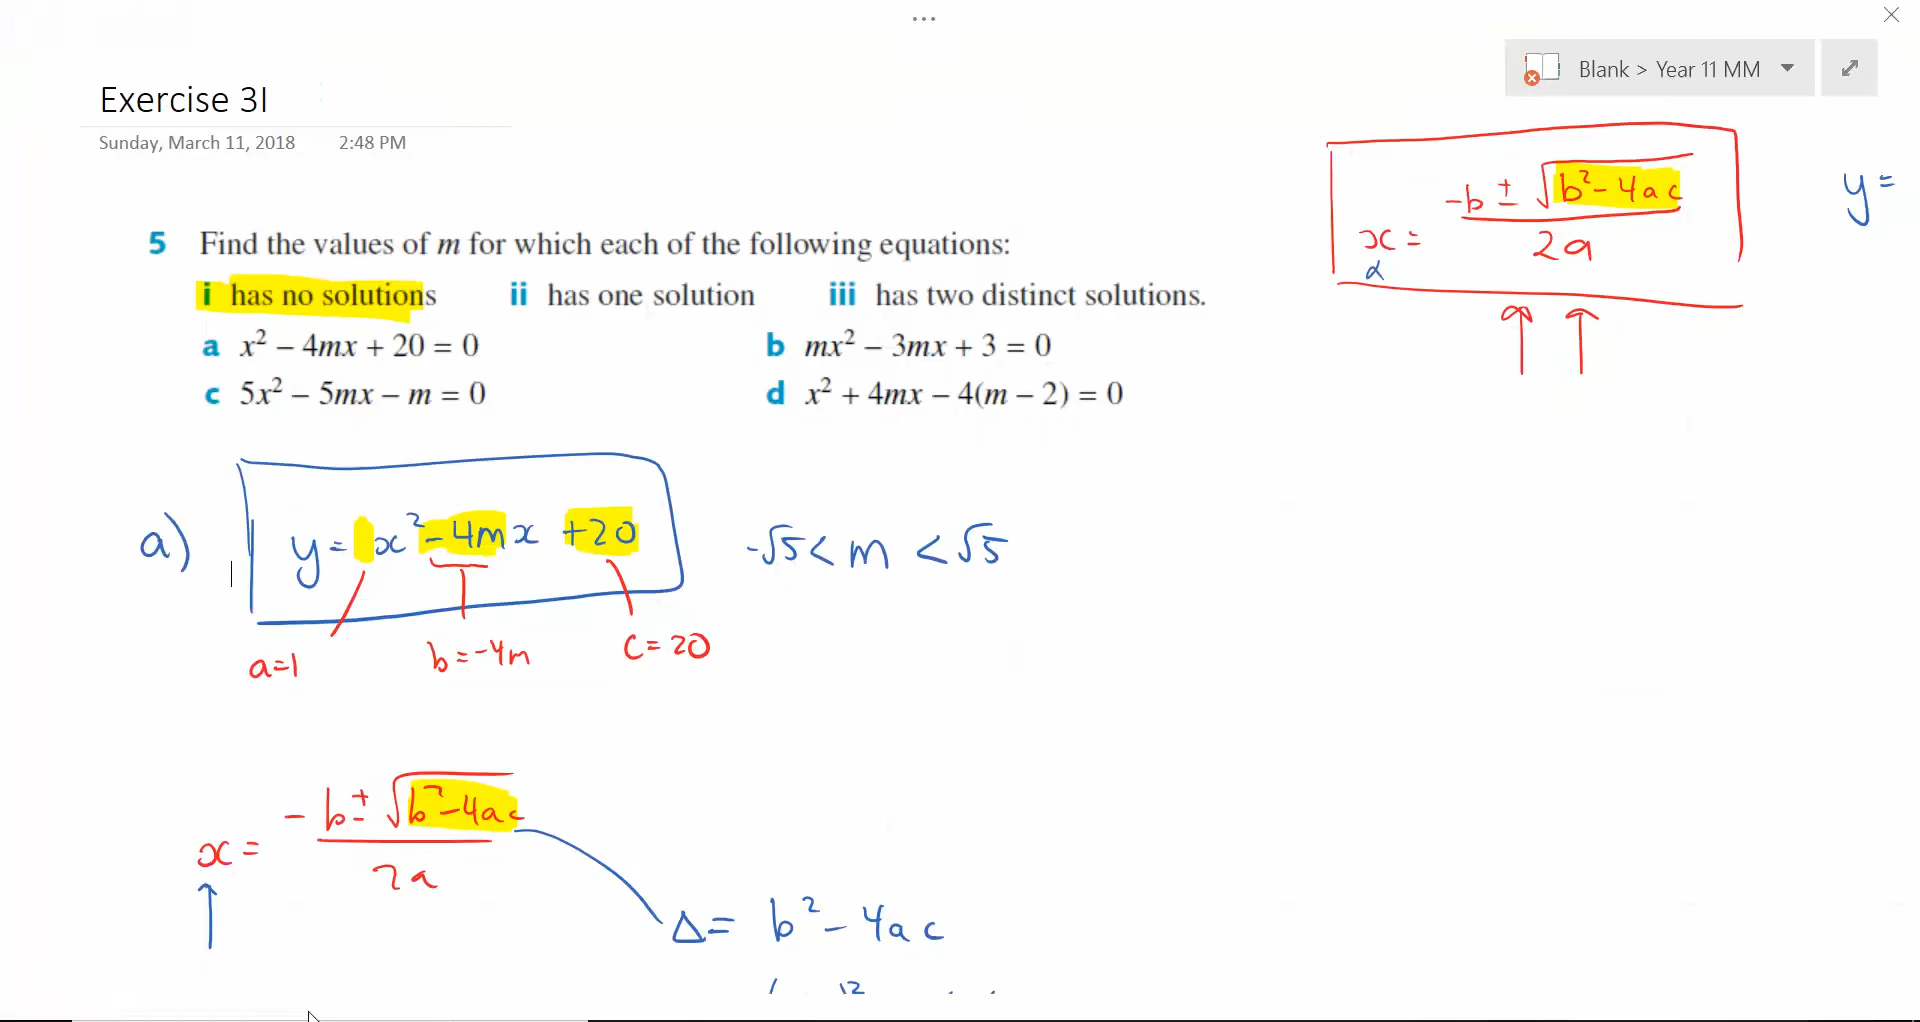 ...
Blank > Year 11 MM
Exercise 3I
Sunday, March 11, 2018 2:48 PM
x = -b ± √b² - 4ac / 2a
α
y =
5 Find the values of m for which each of the following equations:
i has no solutions ii has one solution iii has two distinct solutions.
a x² – 4mx + 20 = 0 b mx² – 3mx + 3 = 0
c 5x² – 5mx – m = 0 d x² + 4mx – 4(m – 2) = 0
a) y = x² - 4mx + 20 -√5 < m < √5
a=1 b=-4m c=20
x = -b ± √b² - 4ac / 2a
Δ = b² - 4ac